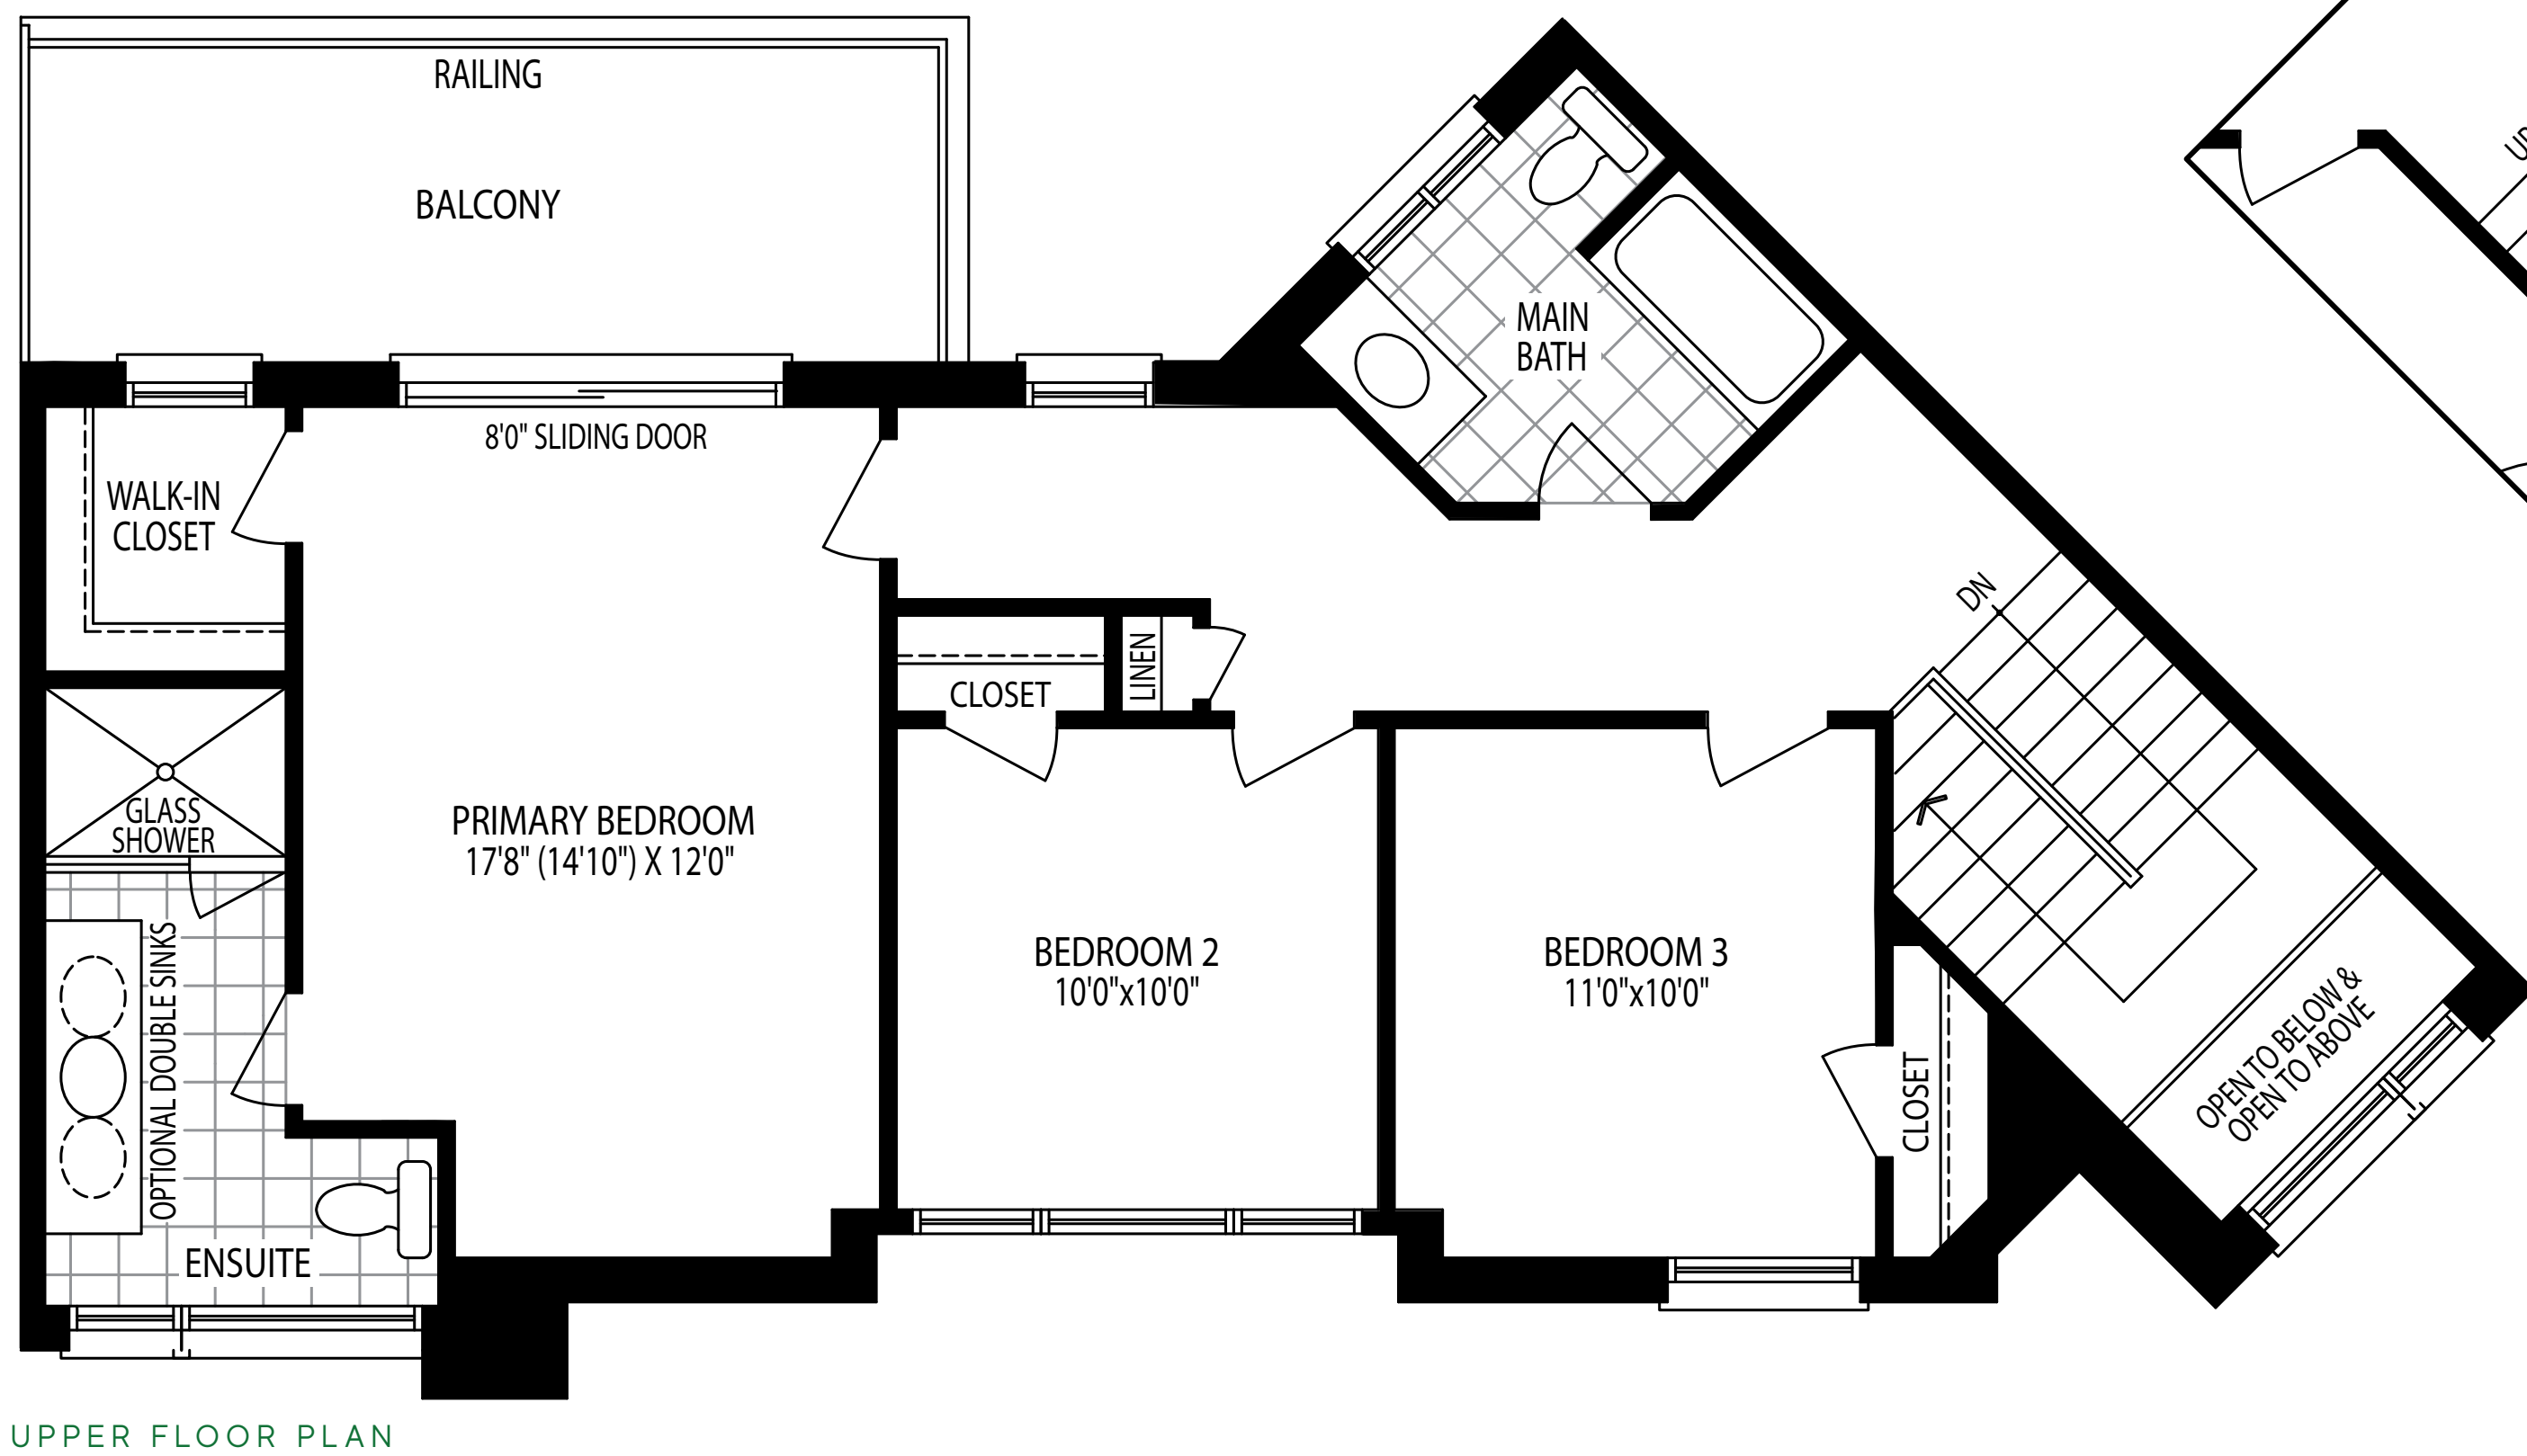 RAILING
BALCONY
8'0" SLIDING DOOR
WALK-IN
CLOSET
MAIN
BATH
DN
LINEN
CLOSET
GLASS
SHOWER
PRIMARY BEDROOM
17'8" (14'10") X 12'0"
OPTIONAL DOUBLE SINKS
BEDROOM 2
10'0"x10'0"
BEDROOM 3
11'0"x10'0"
CLOSET
OPEN TO BELOW &
OPEN TO ABOVE
ENSUITE
UPPER FLOOR PLAN